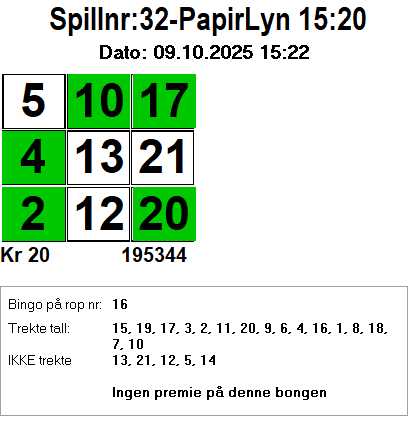 Spillnr:32-PapirLyn 15:20
Dato: 09.10.2025 15:22
5 10 17
4 13 21
2 12 20
Kr 20 195344
Bingo på rop nr: 16
Trekte tall: 15, 19, 17, 3, 2, 11, 20, 9, 6, 4, 16, 1, 8, 18,
7, 10
IKKE trekte 13, 21, 12, 5, 14
Ingen premie på denne bongen